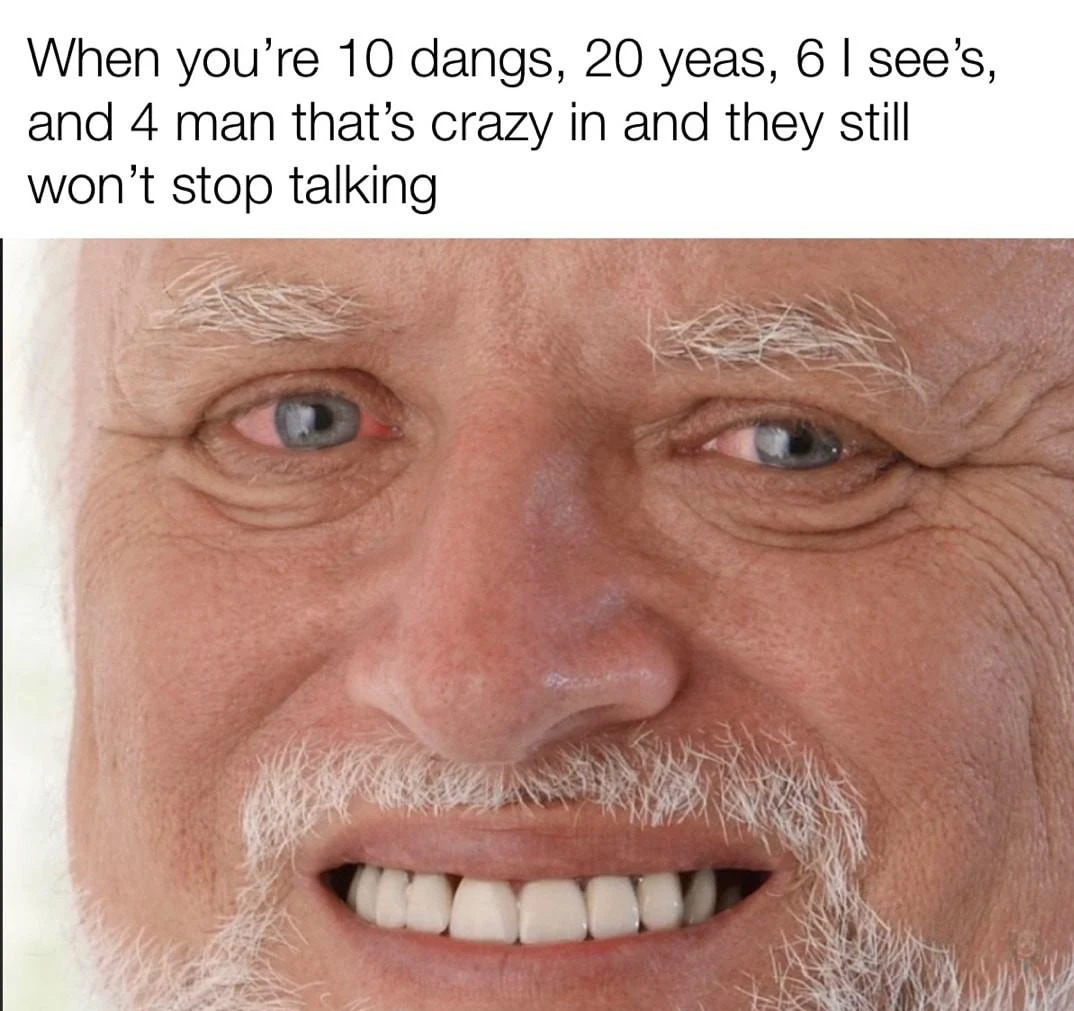 When you’re 10 dangs, 20 yeas, 6 I see’s,
and 4 man that’s crazy in and they still
won’t stop talking